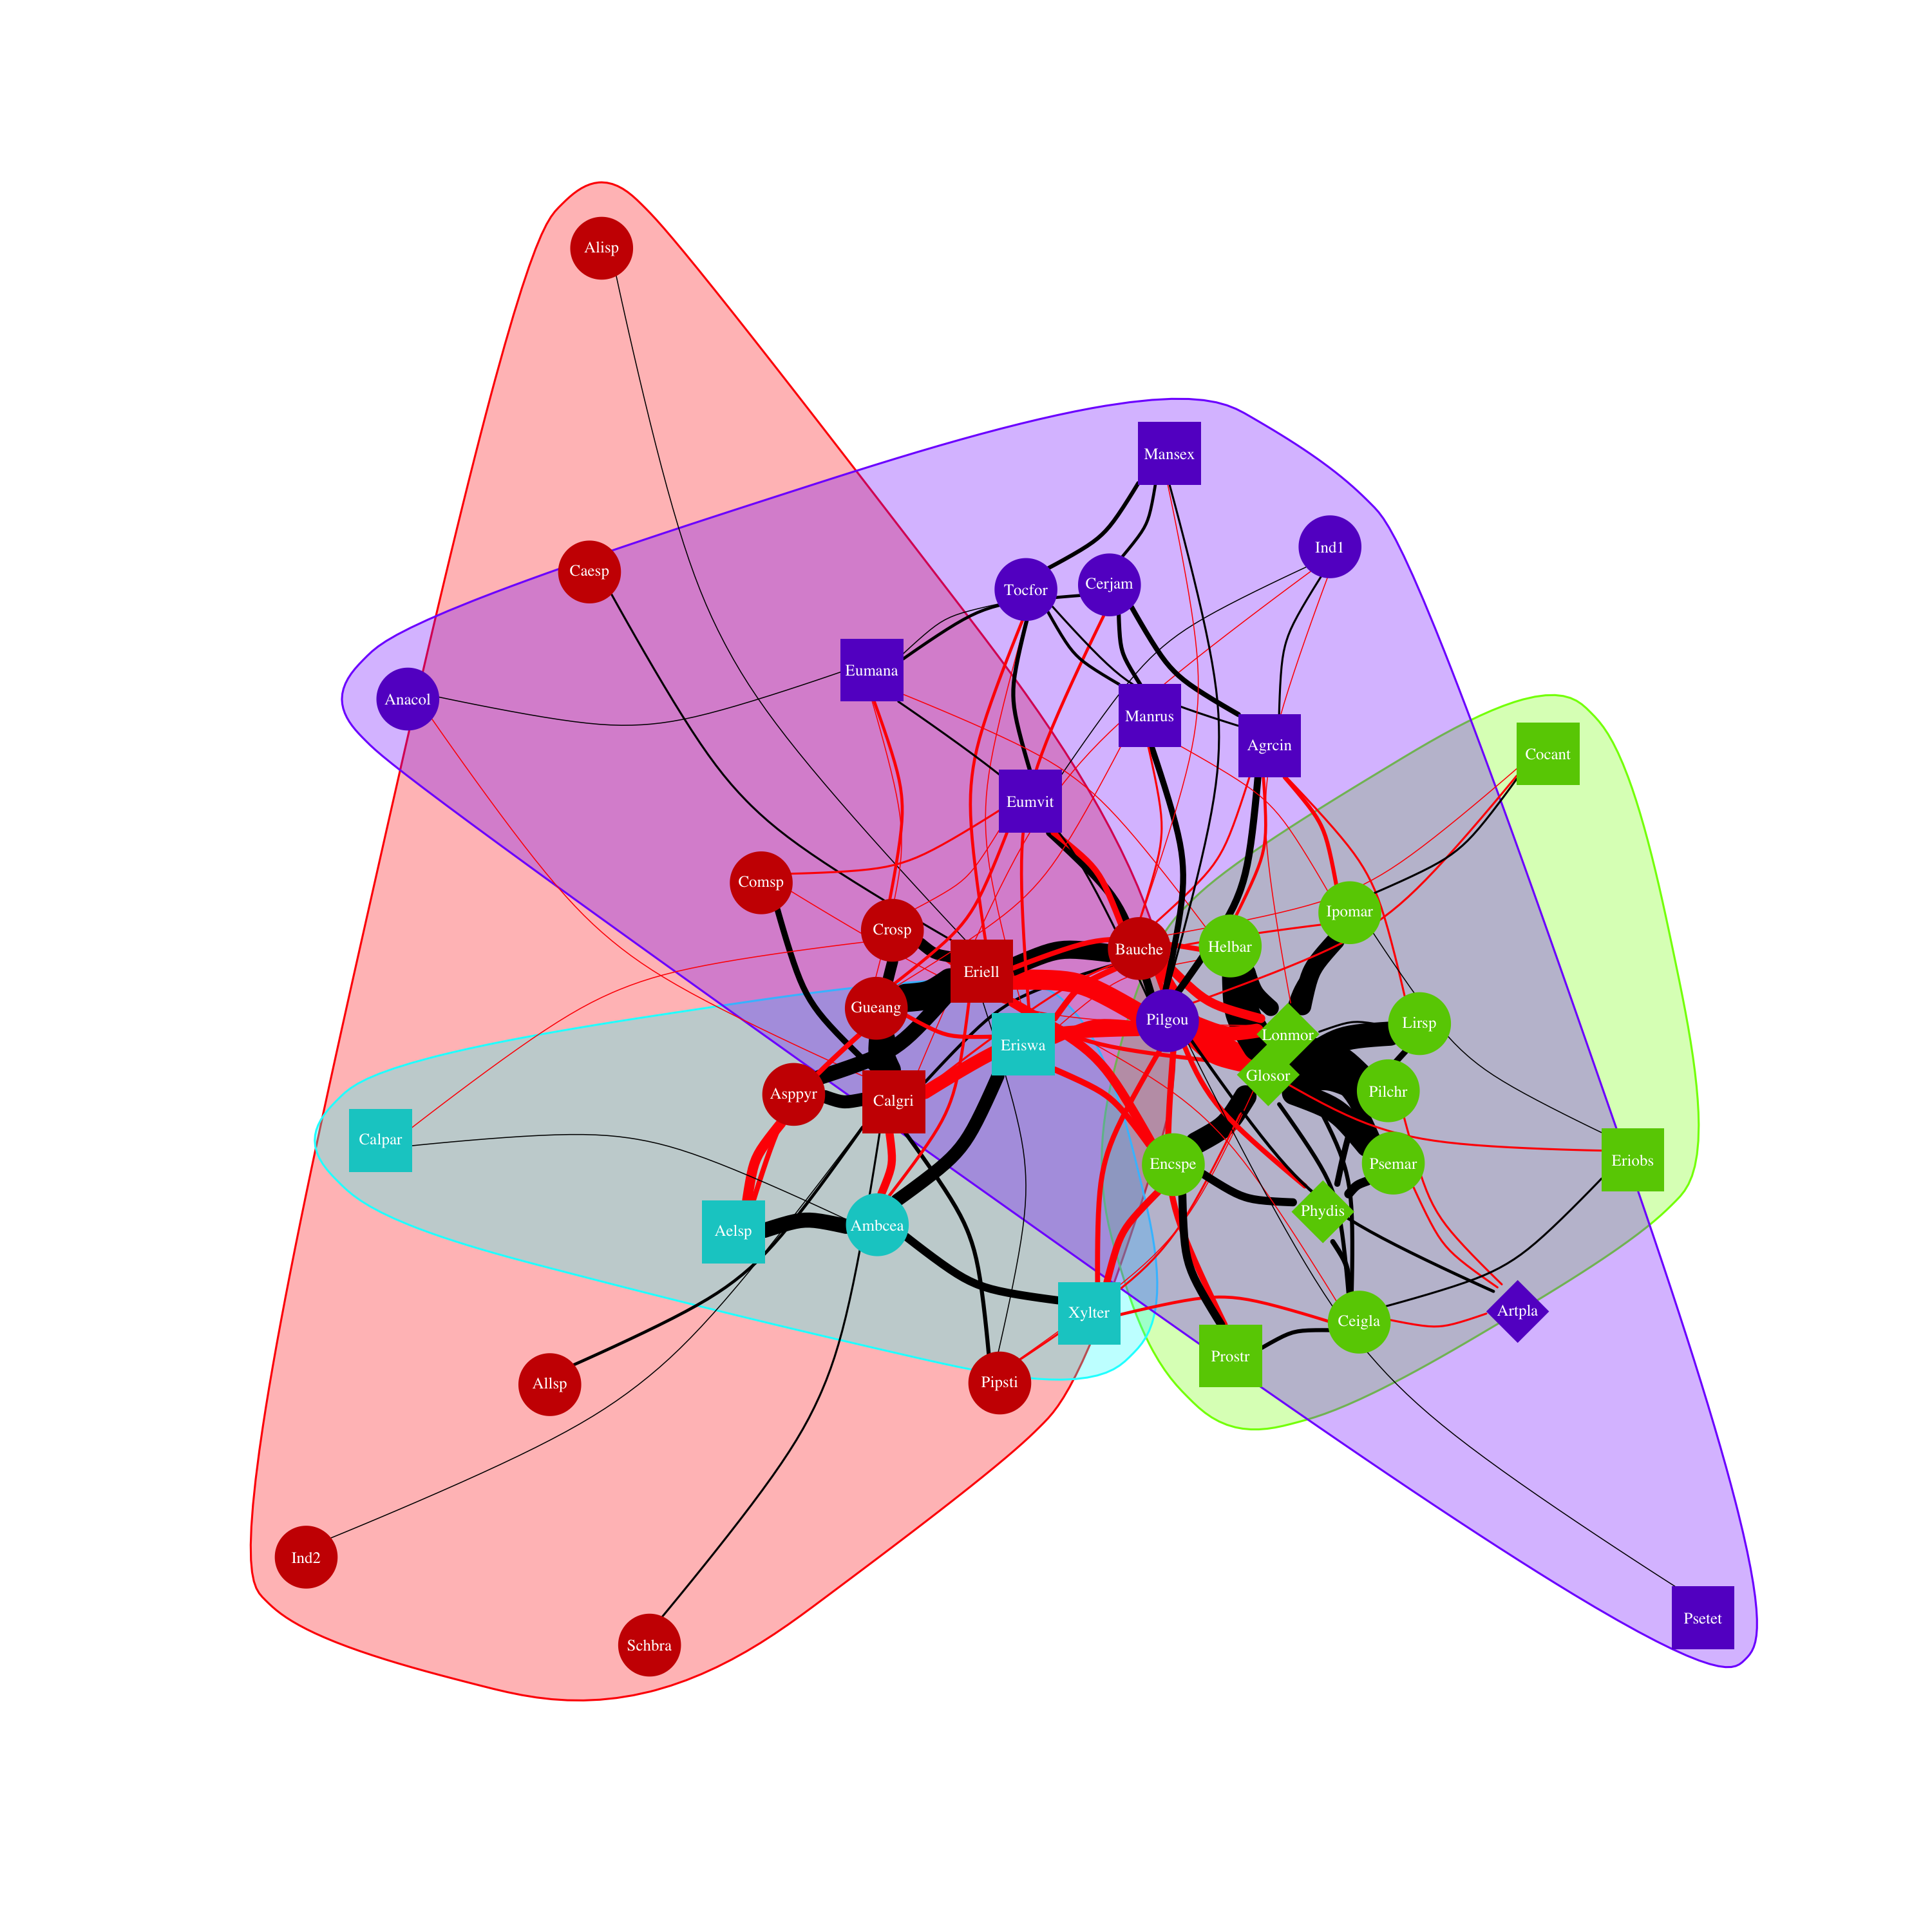 Alisp
Mansex
Ind1
Caesp
Tocfor
Cerjam
Eumana
Anacol
Manrus
Agrcin
Cocant
Eumvit
Comsp
Ipomar
Crosp
Helbar
Bauche
Eriell
Gueang
Pilgou
Lirsp
Lonmor
Eriswa
Glosor
Pilchr
Asppyr
Calgri
Calpar
Eriobs
Encspe
Psemar
Phydis
Ambcea
Aelsp
Artpla
Xylter
Ceigla
Prostr
Pipsti
Allsp
Ind2
Psetet
Schbra